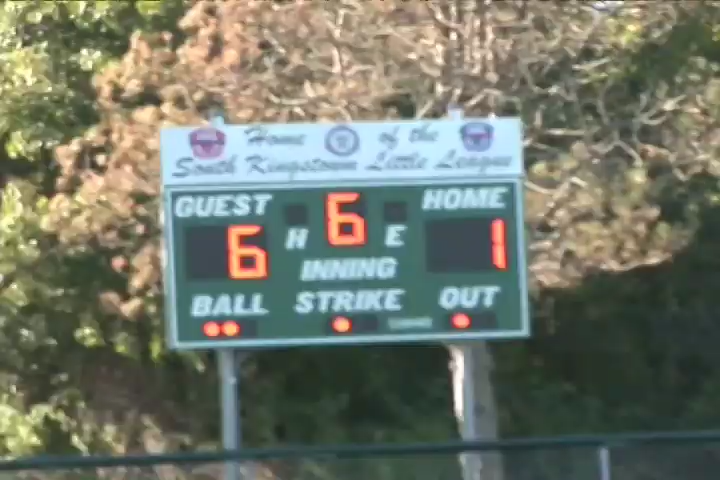 Home of the
South Kingstown Little League
GUEST 6 HOME
6 H E 1
INNING
BALL STRIKE OUT